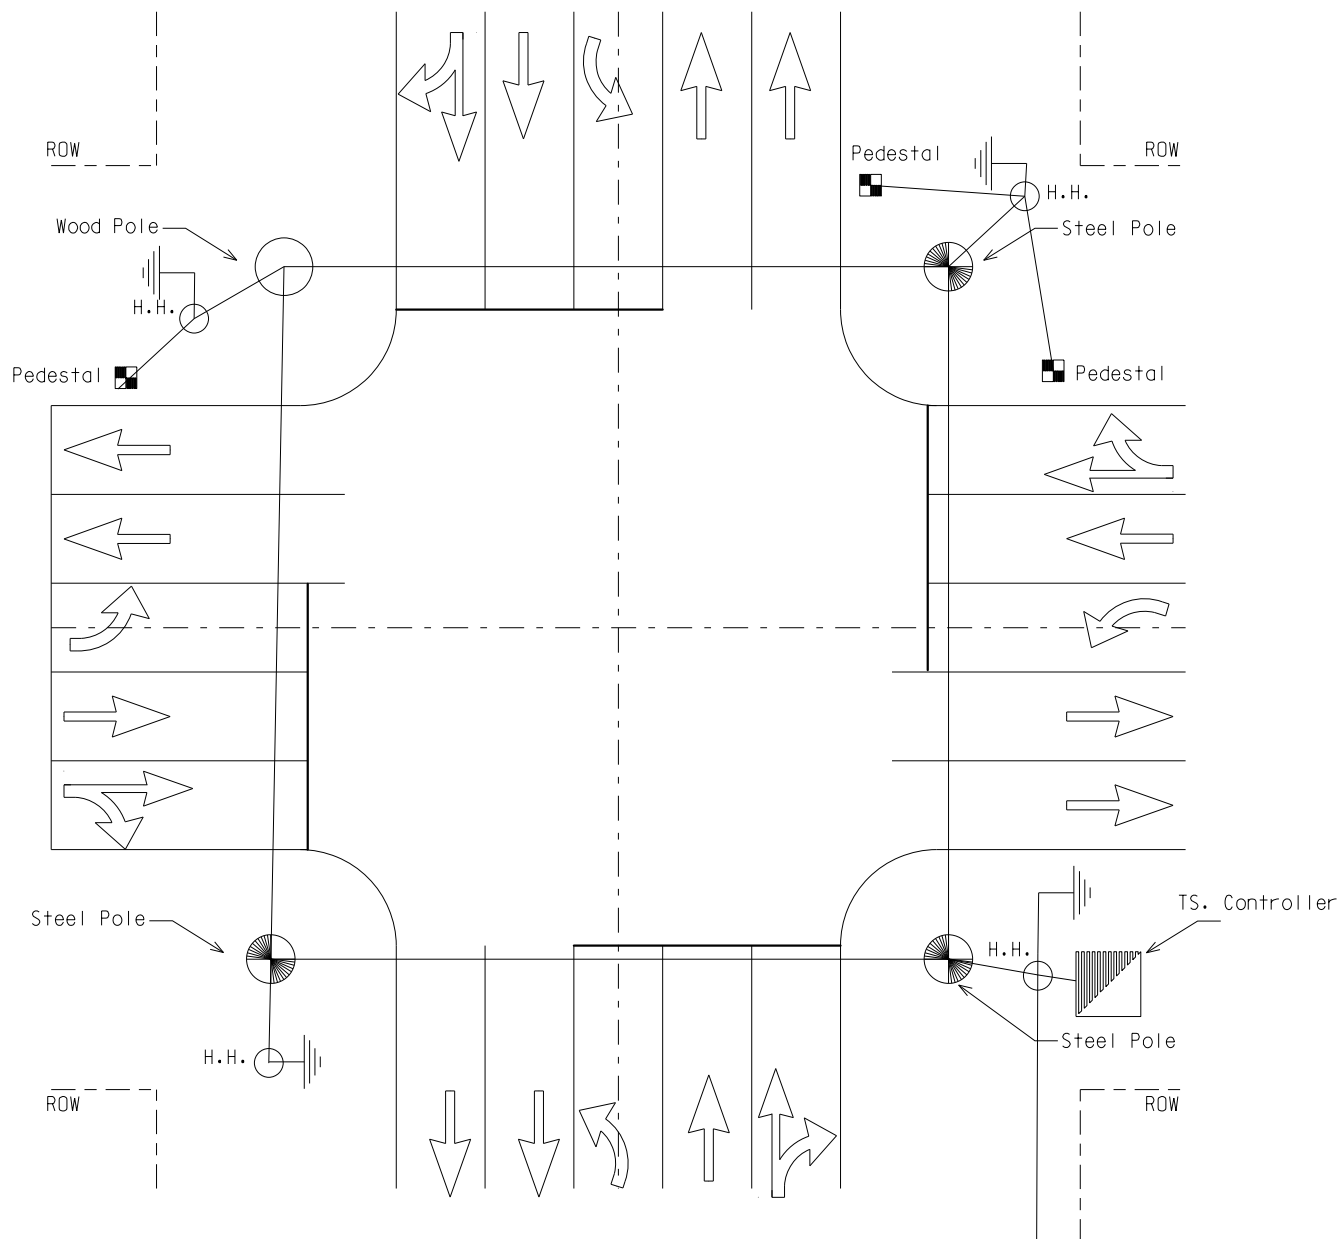 ROW
Pedestal
ROW
H.H.
Wood Pole
Steel Pole
H.H.
Pedestal
Pedestal
TS. Controller
Steel Pole
H.H.
Steel Pole
H.H.
ROW
ROW